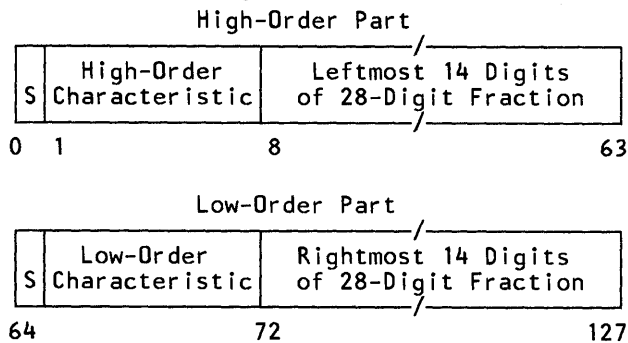 High-Order Part
High-Order Leftmost 14 Digits
S Characteristic of 28-Digit Fraction
0 1 8 63
Low-Order Part
Low-Order Rightmost 14 Digits
S Characteristic of 28-Digit Fraction
64 72 127